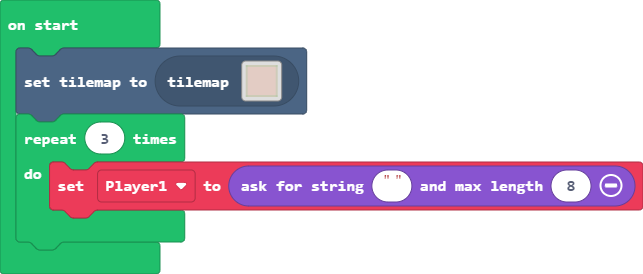 on start
set tilemap to tilemap
repeat 3 times
do
set Player1 to ask for string " " and max length 8